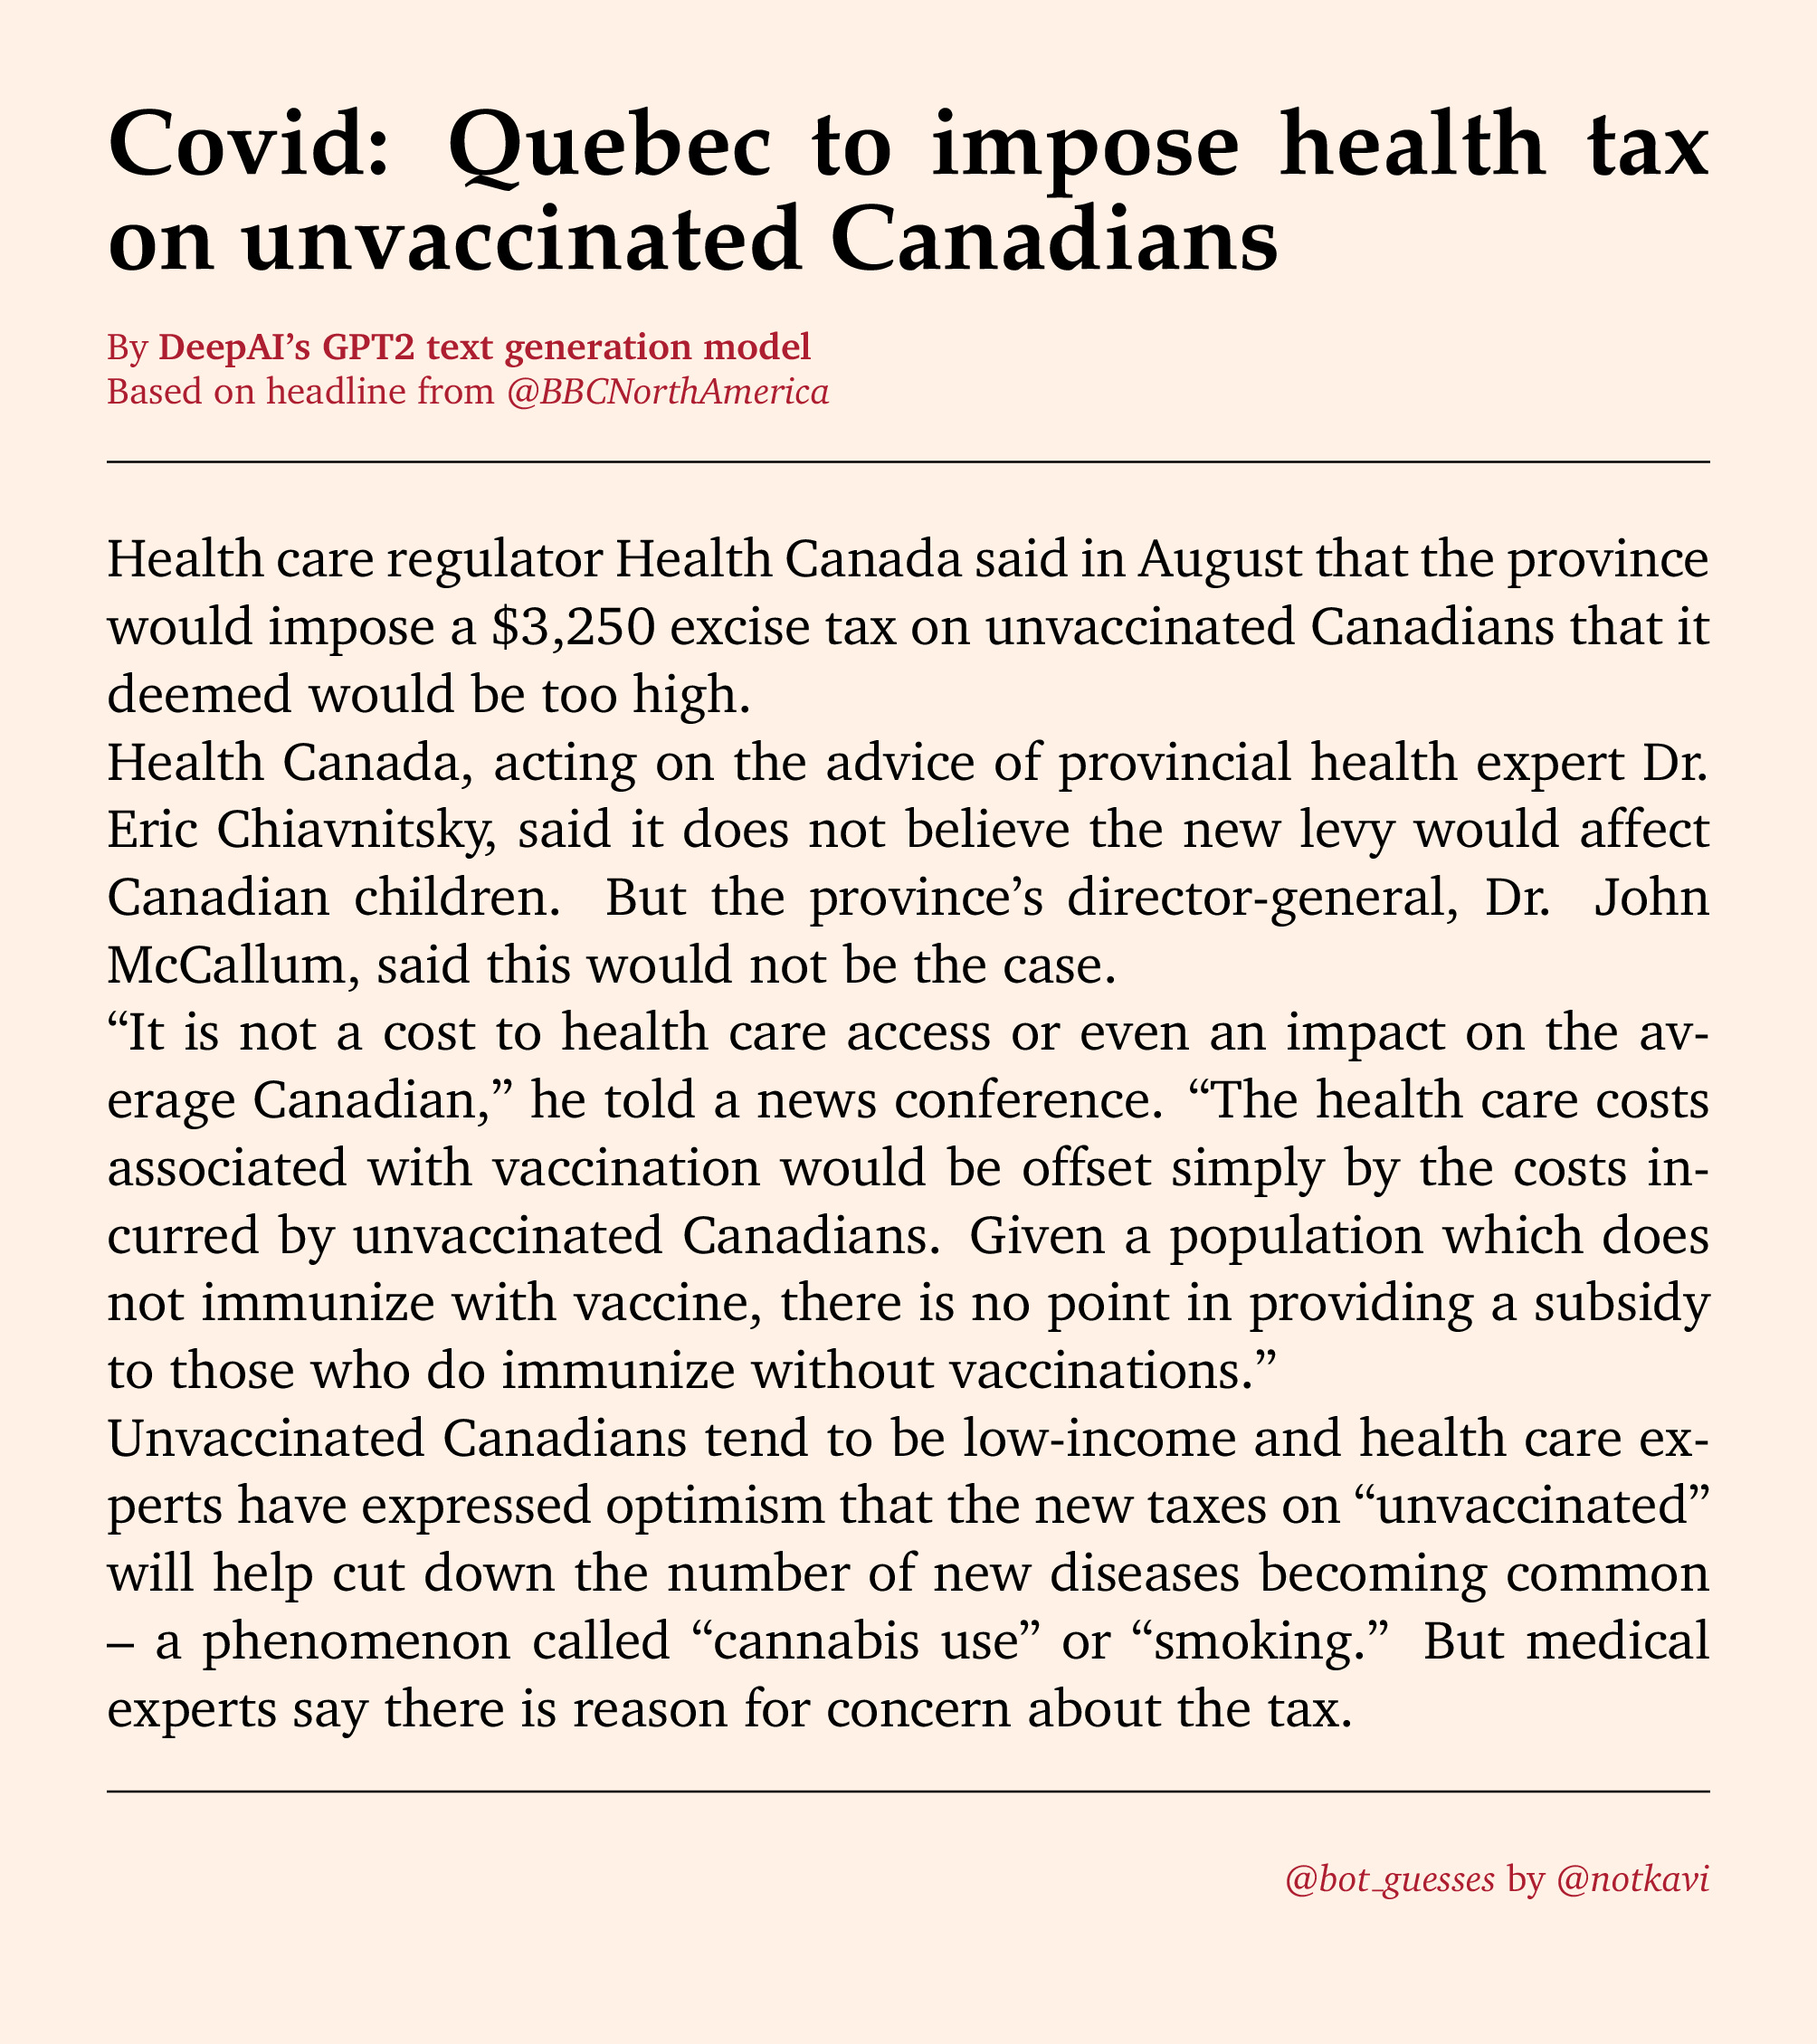 Covid: Quebec to impose health tax
on unvaccinated Canadians
By DeepAI’s GPT2 text generation model
Based on headline from @BBCNorthAmerica
Health care regulator Health Canada said in August that the province
would impose a $3,250 excise tax on unvaccinated Canadians that it
deemed would be too high.
Health Canada, acting on the advice of provincial health expert Dr.
Eric Chiavnitsky, said it does not believe the new levy would affect
Canadian children. But the province’s director-general, Dr. John
McCallum, said this would not be the case.
“It is not a cost to health care access or even an impact on the av-
erage Canadian,” he told a news conference. “The health care costs
associated with vaccination would be offset simply by the costs in-
curred by unvaccinated Canadians. Given a population which does
not immunize with vaccine, there is no point in providing a subsidy
to those who do immunize without vaccinations.”
Unvaccinated Canadians tend to be low-income and health care ex-
perts have expressed optimism that the new taxes on “unvaccinated”
will help cut down the number of new diseases becoming common
– a phenomenon called “cannabis use” or “smoking.” But medical
experts say there is reason for concern about the tax.
@bot_guesses by @notkavi